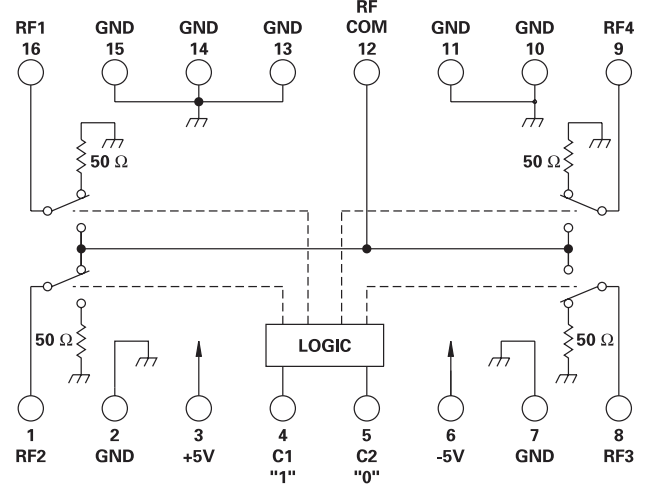 RF1 GND GND GND RF COM GND GND RF4
16 15 14 13 12 11 10 9
50 Ω 50 Ω
LOGIC
50 Ω 50 Ω
1 2 3 4 5 6 7 8
RF2 GND +5V C1 C2 -5V GND RF3
"1" "0"